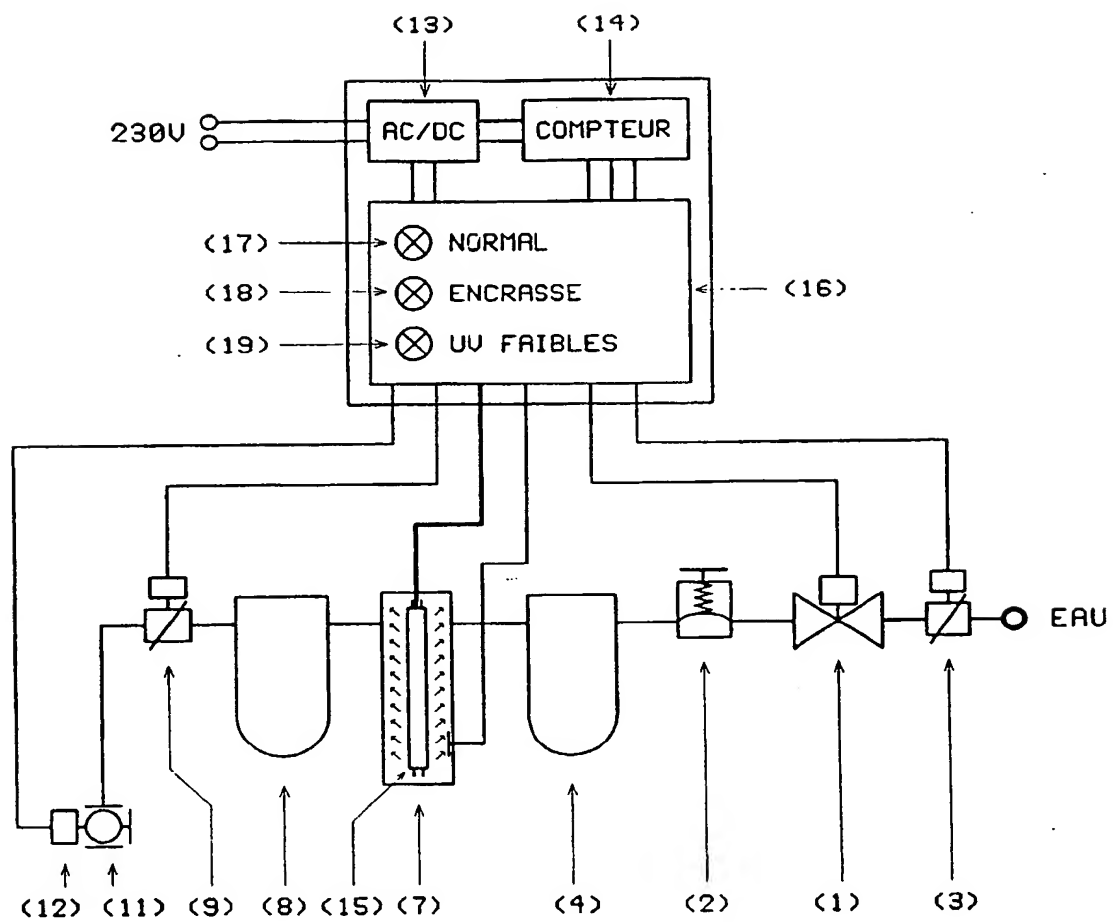 (13) (14)
230V AC/DC COMPTEUR
(17) NORMAL
(18) ENCRASSE (16)
(19) UV FAIBLES
EAU
(12) (11) (9) (8) (15) (7) (4) (2) (1) (3)